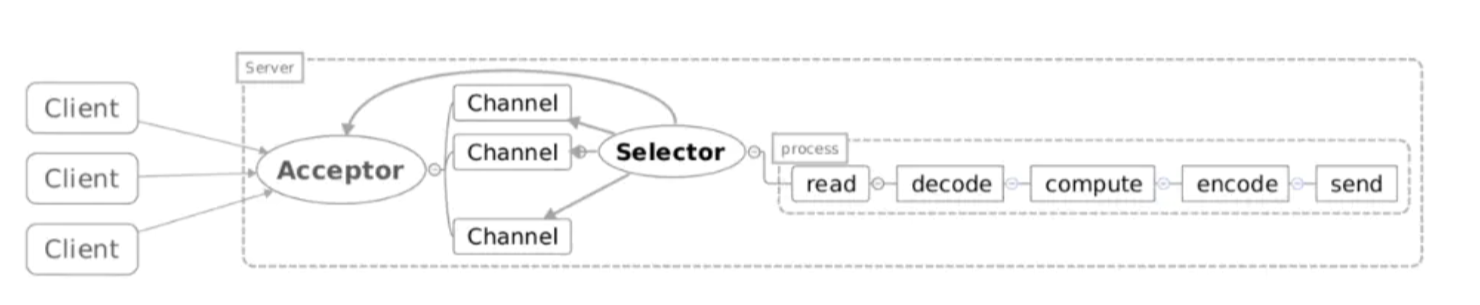 Server
Client
Client
Client
Acceptor
Channel
Channel
Channel
Selector
process
read
decode
compute
encode
send